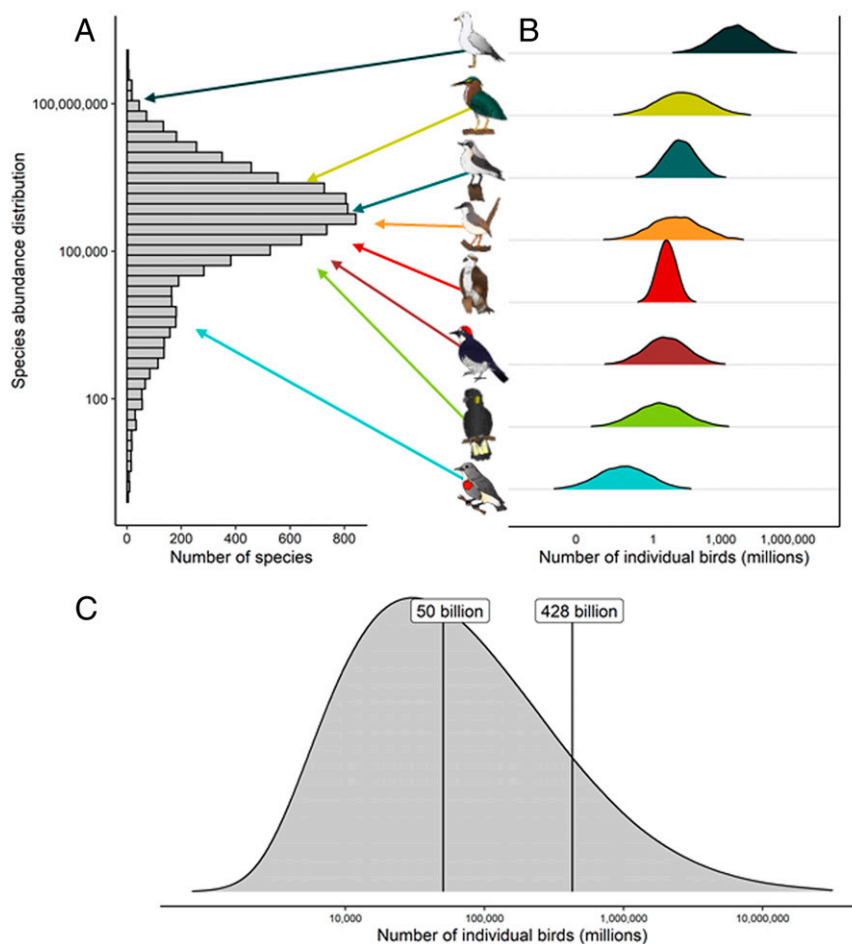 A
B
Species abundance distribution
100,000,000
100,000
100
0
200
400
600
800
Number of species
0
1
1,000
1,000,000
Number of individual birds (millions)
C
50 billion
428 billion
10,000
100,000
1,000,000
10,000,000
Number of individual birds (millions)